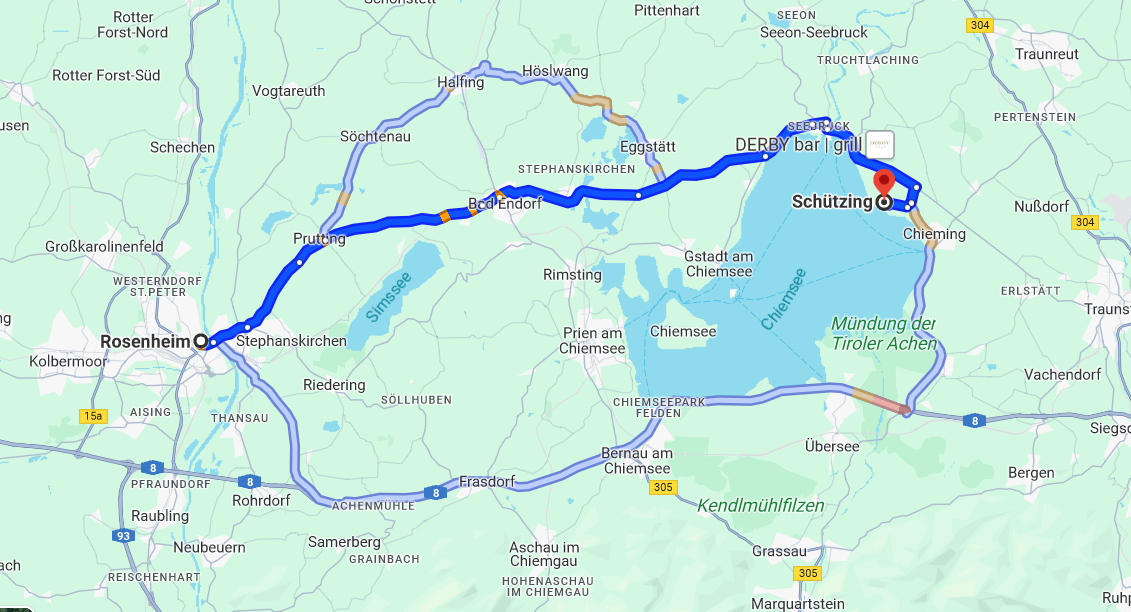 Schonstett
Pittenhart
Rotter
Forst-Nord
SEEON
Seeon-Seebruck
304
Traunreut
TRUCHTLACHING
Rotter Forst-Süd
Vogtareuth
Halfing
Höslwang
PERTENSTEIN
Söchtenau
Schechen
SEEBRUCK
DERBY bar | grill
DERBY
Eggstätt
STEPHANSKIRCHEN
Schützing
Bad Endorf
Nußdorf
304
Großkarolinenfeld
Prutting
Chieming
WESTERNDORF
ST.PETER
Simssee
Rimsting
Gstadt am
Chiemsee
Chiemsee
ERLSTÄTT
Rosenheim
Stephanskirchen
Prien am
Chiemsee
Chiemsee
Mündung der
Tiroler Achen
Kolbermoor
Riedering
Vachendorf
SÖLLHUBEN
CHIEMSEEPARK
FELDEN
15a
AISING
THANSAU
8
Übersee
Bernau am
Chiemsee
8
8
8
PFRAUNDORF
Rohrdorf
Frasdorf
305
Bergen
ACHENMÜHLE
Kendlmühlfilzen
Raubling
93
Neubeuern
Samerberg
GRAINBACH
Aschau im
Chiemgau
Grassau
305
REISCHENHART
HOHENASCHAU
IM CHIEMGAU
Marquartstein